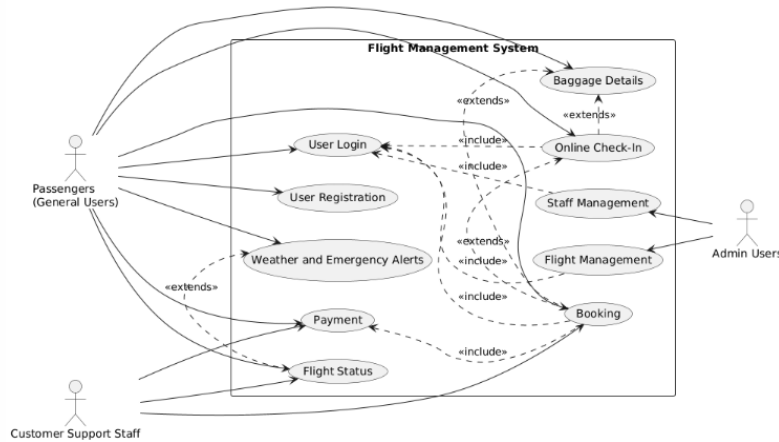 Flight Management System
Baggage Details
«extends»
«extends»
User Login
«include»
Online Check-In
«include»
Passengers
(General Users)
User Registration
Staff Management
Admin Users
«extends»
Weather and Emergency Alerts
«include»
Flight Management
«extends»
«include»
Payment
Booking
«include»
Flight Status
Customer Support Staff